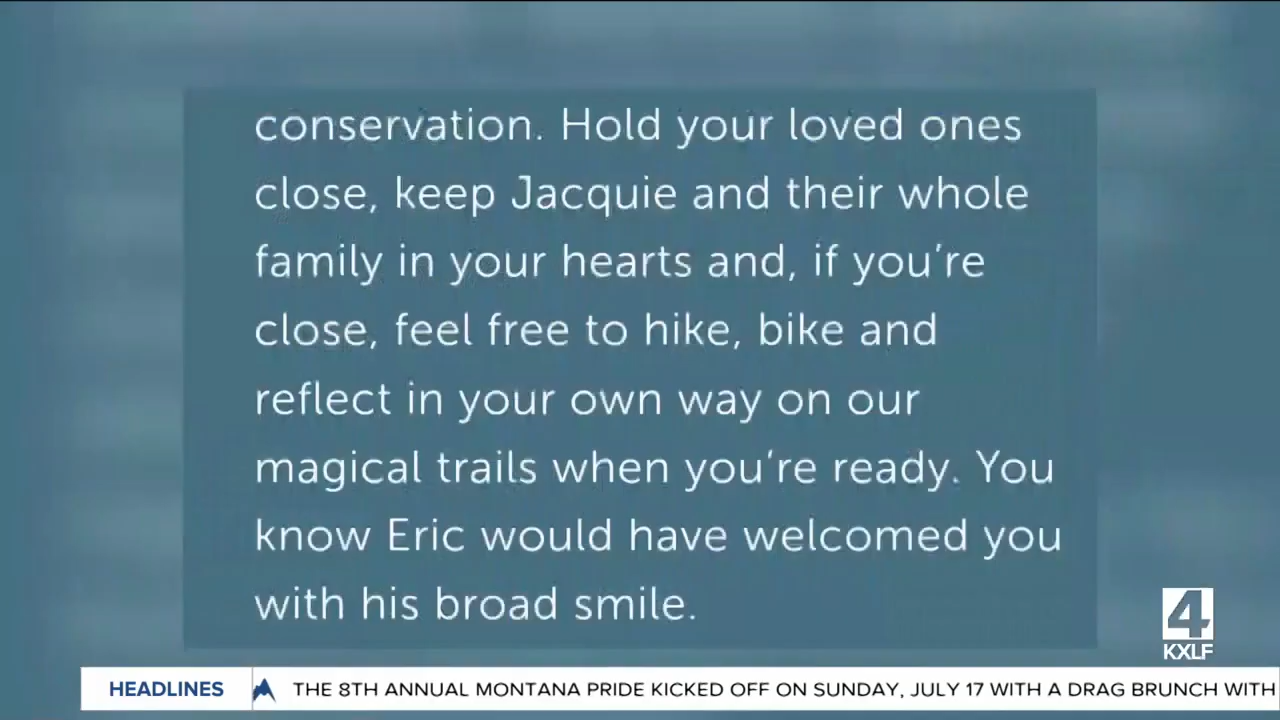 conservation. Hold your loved ones
close, keep Jacquie and their whole
family in your hearts and, if you’re
close, feel free to hike, bike and
reflect in your own way on our
magical trails when you’re ready. You
know Eric would have welcomed you
with his broad smile.
4
KXLF
HEADLINES THE 8TH ANNUAL MONTANA PRIDE KICKED OFF ON SUNDAY, JULY 17 WITH A DRAG BRUNCH WITH